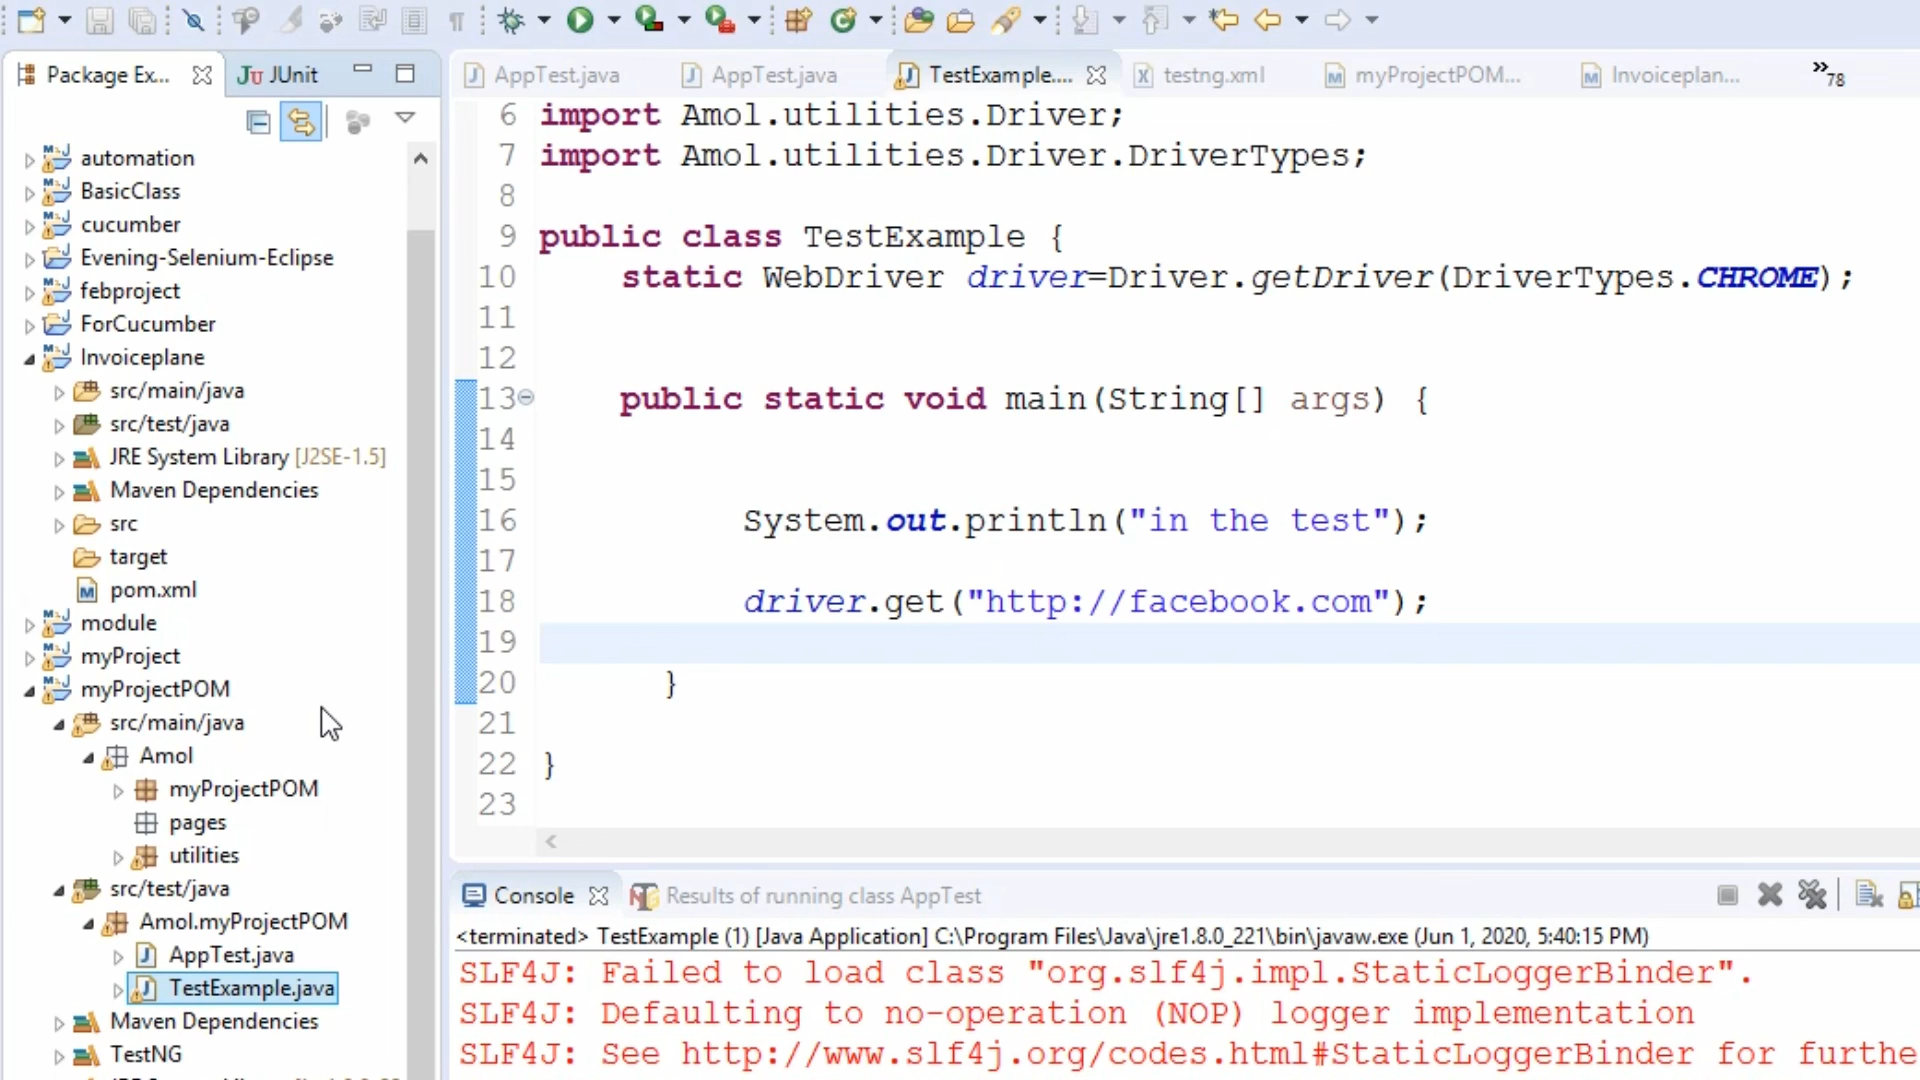 Package Ex...
JUnit
AppTest.java
AppTest.java
TestExample....
testng.xml
myProjectPOM...
Invoiceplan...
»78
automation
BasicClass
cucumber
Evening-Selenium-Eclipse
febproject
ForCucumber
Invoiceplane
src/main/java
src/test/java
JRE System Library [J2SE-1.5]
Maven Dependencies
src
target
pom.xml
module
myProject
myProjectPOM
src/main/java
Amol
myProjectPOM
pages
utilities
src/test/java
Amol.myProjectPOM
AppTest.java
TestExample.java
Maven Dependencies
TestNG
6 import Amol.utilities.Driver;
7 import Amol.utilities.Driver.DriverTypes;
8
9 public class TestExample {
10 static WebDriver driver=Driver.getDriver(DriverTypes.CHROME);
11
12
13 public static void main(String[] args) {
14
15
16 System.out.println("in the test");
17
18 driver.get("http://facebook.com");
19
20 }
21
22 }
23
Console
Results of running class AppTest
<terminated> TestExample (1) [Java Application] C:\Program Files\Java\jre1.8.0_221\bin\javaw.exe (Jun 1, 2020, 5:40:15 PM)
SLF4J: Failed to load class "org.slf4j.impl.StaticLoggerBinder".
SLF4J: Defaulting to no-operation (NOP) logger implementation
SLF4J: See http://www.slf4j.org/codes.html#StaticLoggerBinder for furthe